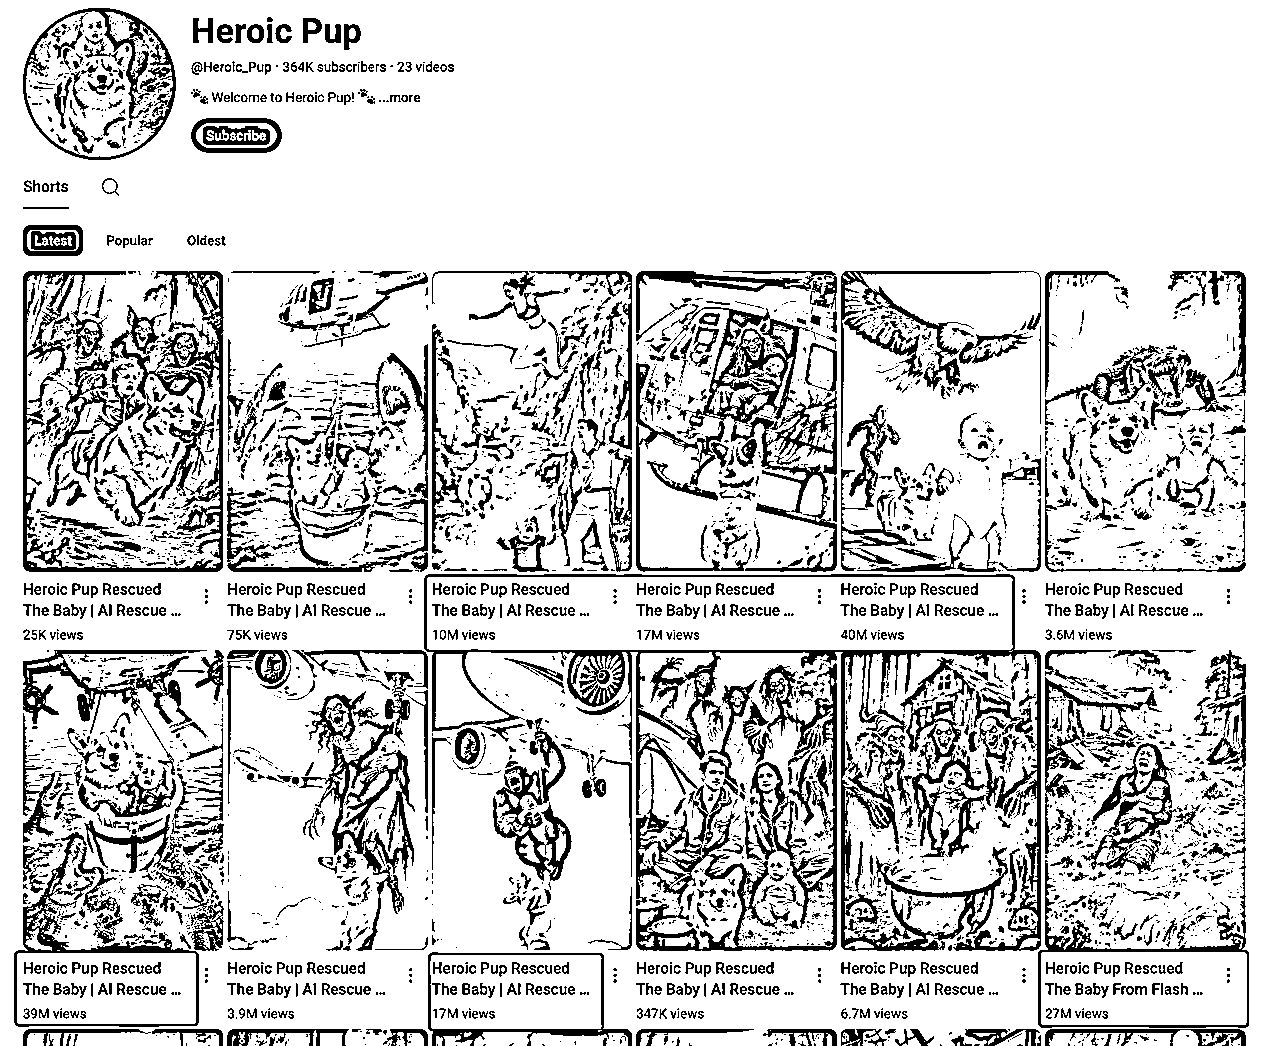 Heroic Pup
@Heroic_Pup · 364K subscribers · 23 videos
🐾 Welcome to Heroic Pup! 🐾 ...more
Subscribe
Shorts
Latest Popular Oldest
Heroic Pup Rescued
The Baby | AI Rescue ...
25K views
Heroic Pup Rescued
The Baby | AI Rescue ...
75K views
Heroic Pup Rescued
The Baby | AI Rescue ...
10M views
Heroic Pup Rescued
The Baby | AI Rescue ...
17M views
Heroic Pup Rescued
The Baby | AI Rescue ...
40M views
Heroic Pup Rescued
The Baby | AI Rescue ...
3.6M views
Heroic Pup Rescued
The Baby | AI Rescue ...
39M views
Heroic Pup Rescued
The Baby | AI Rescue ...
3.9M views
Heroic Pup Rescued
The Baby | AI Rescue ...
17M views
Heroic Pup Rescued
The Baby | AI Rescue ...
347K views
Heroic Pup Rescued
The Baby | AI Rescue ...
6.7M views
Heroic Pup Rescued
The Baby From Flash ...
27M views